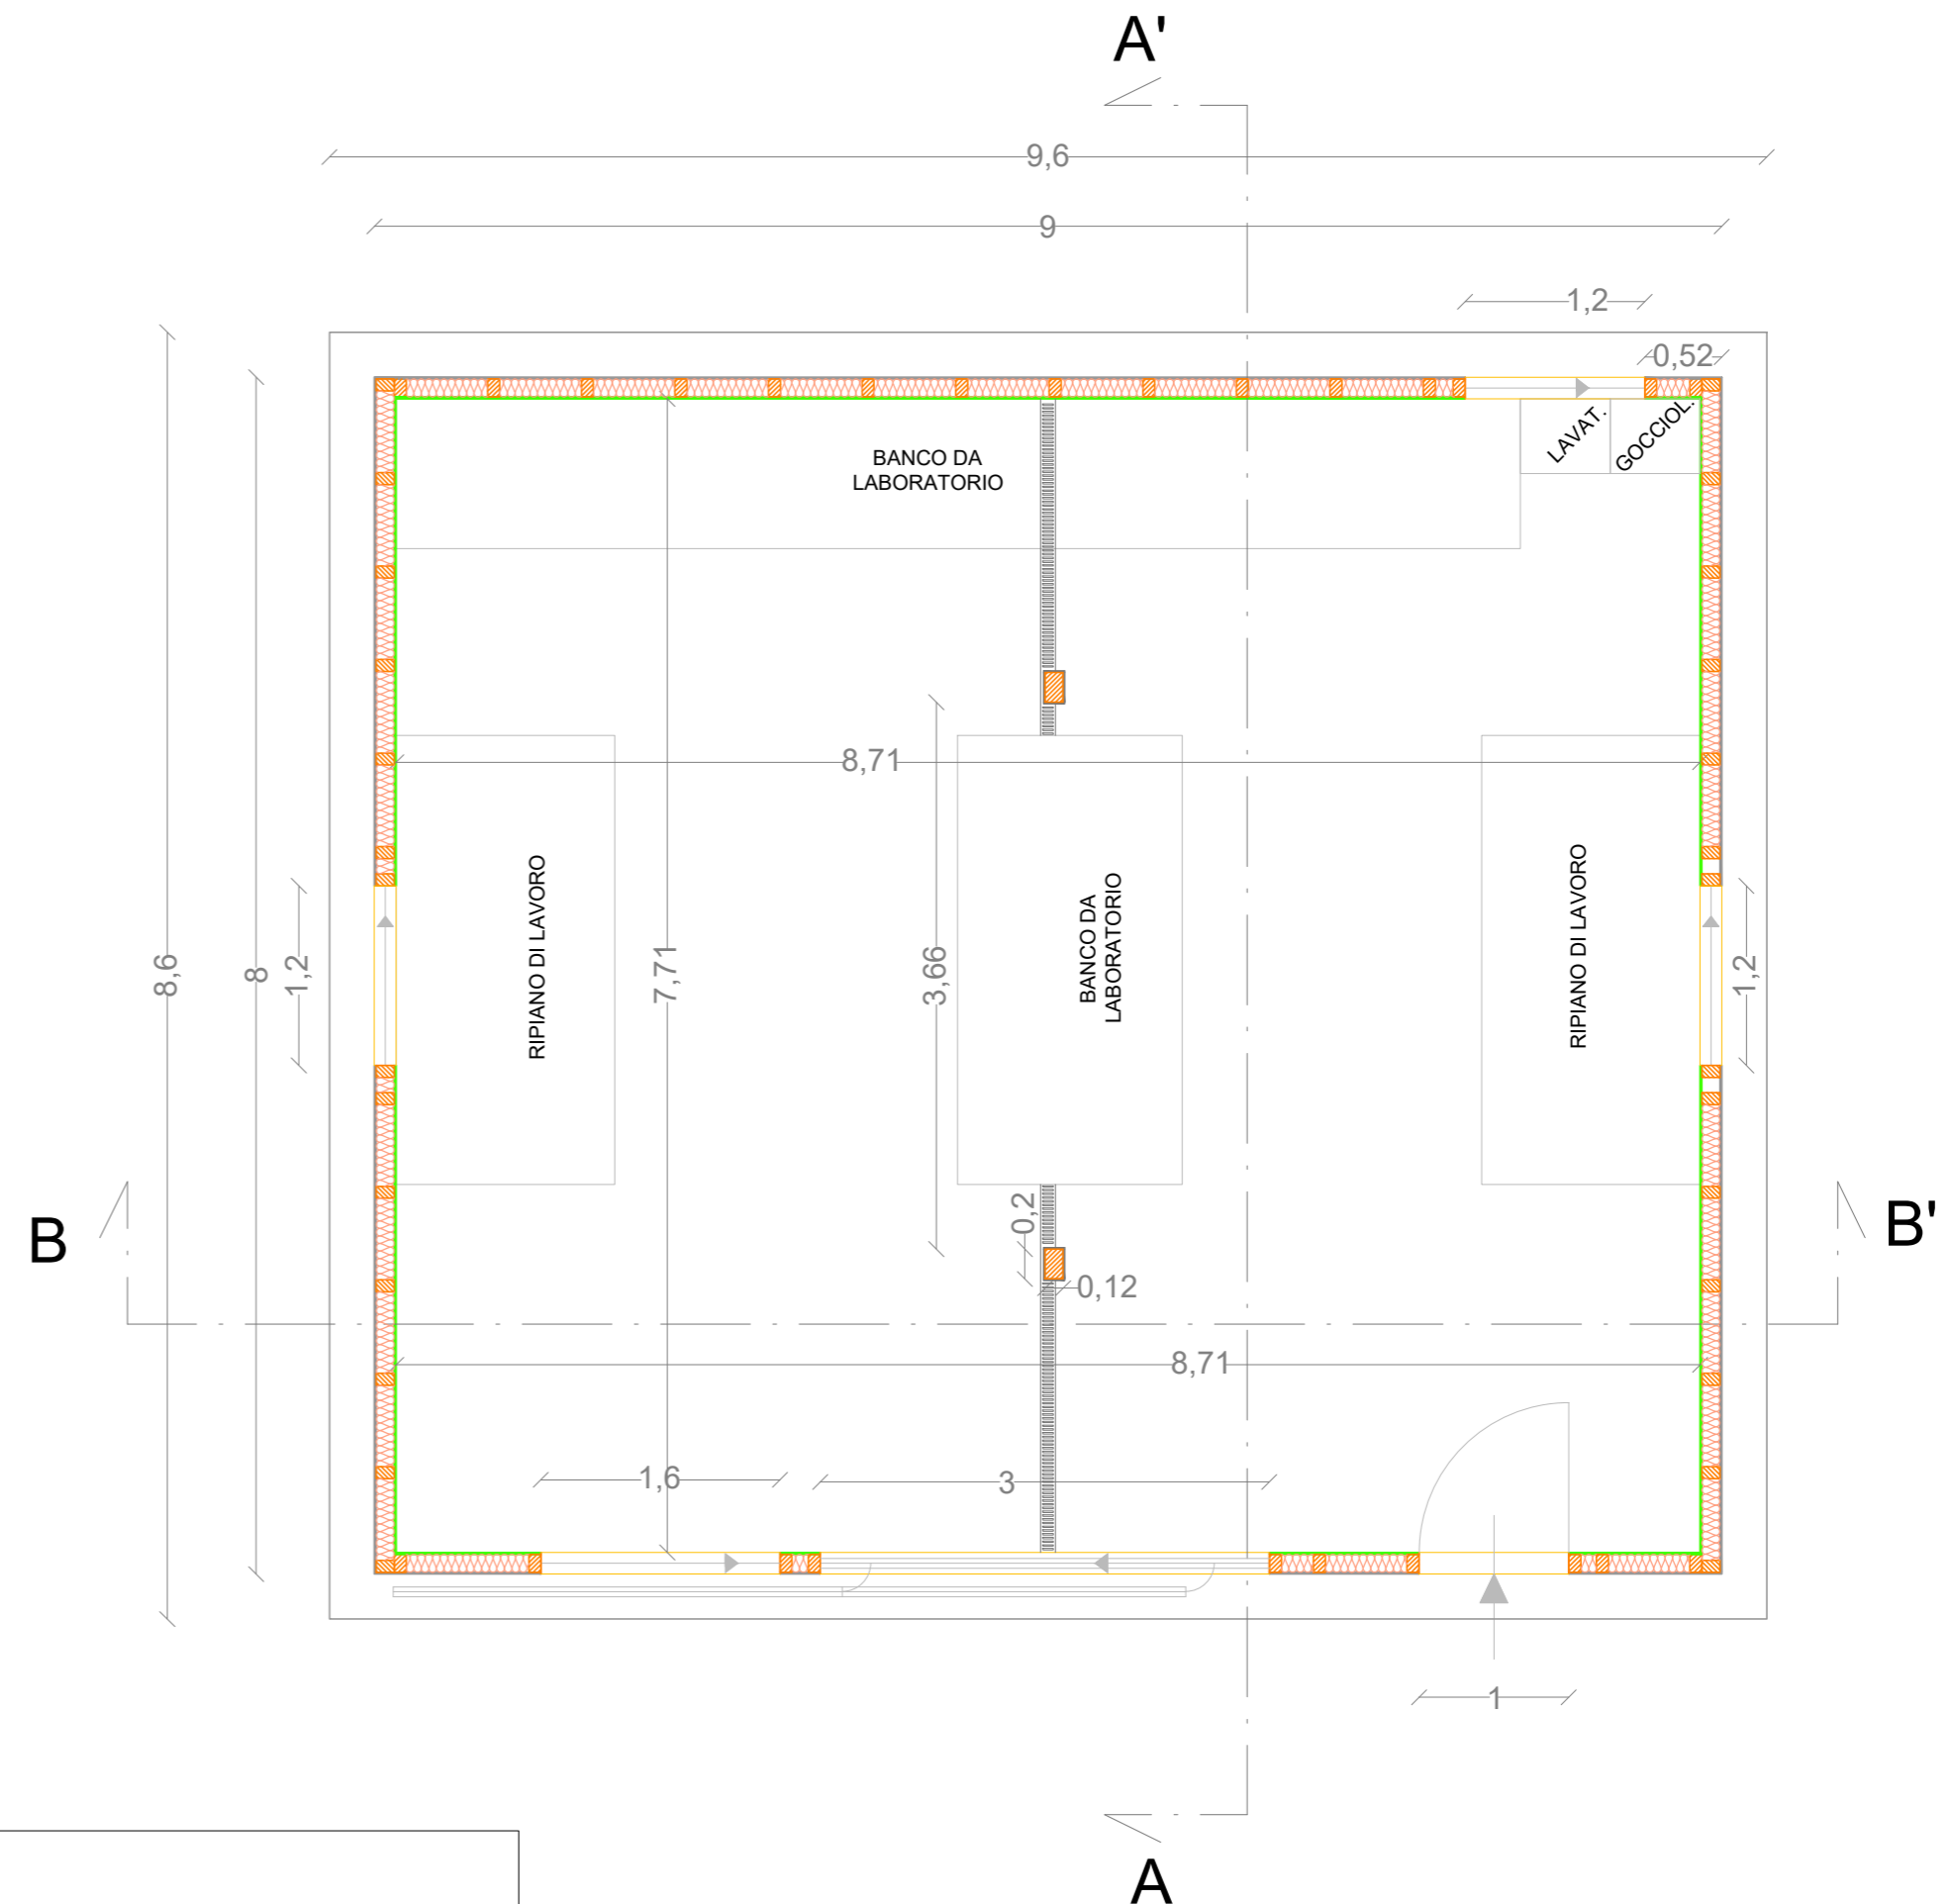 A'
9,6
9
1,2
0,52
LAVAT.
GOCCIOL.
BANCO DA
LABORATORIO
8,71
8,6
8
1,2
RIPIANO DI LAVORO
7,71
3,66
BANCO DA
LABORATORIO
RIPIANO DI LAVORO
1,2
B
0,2
B'
0,12
8,71
1,6
3
1
A